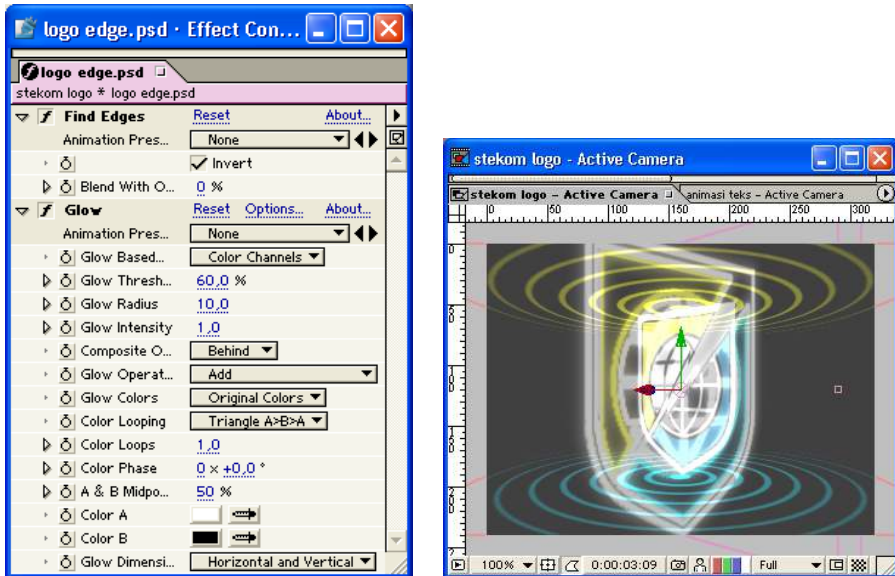 logo edge.psd · Effect Con...
logo edge.psd
stekom logo * logo edge.psd
Find Edges Reset About...
Animation Pres... None
Invert
Blend With O... 0 %
Glow Reset Options... About...
Animation Pres... None
Glow Based... Color Channels
Glow Thresh... 60,0 %
Glow Radius 10,0
Glow Intensity 1,0
Composite O... Behind
Glow Operat... Add
Glow Colors Original Colors
Color Looping Triangle A>B>A
Color Loops 1,0
Color Phase 0 x +0,0 °
A & B Midpo... 50 %
Color A
Color B
Glow Dimensi... Horizontal and Vertical
stekom logo - Active Camera
stekom logo - Active Camera animasi teks - Active Camera
0 50 100 150 200 250 300
100% 0:00:03:09 Full